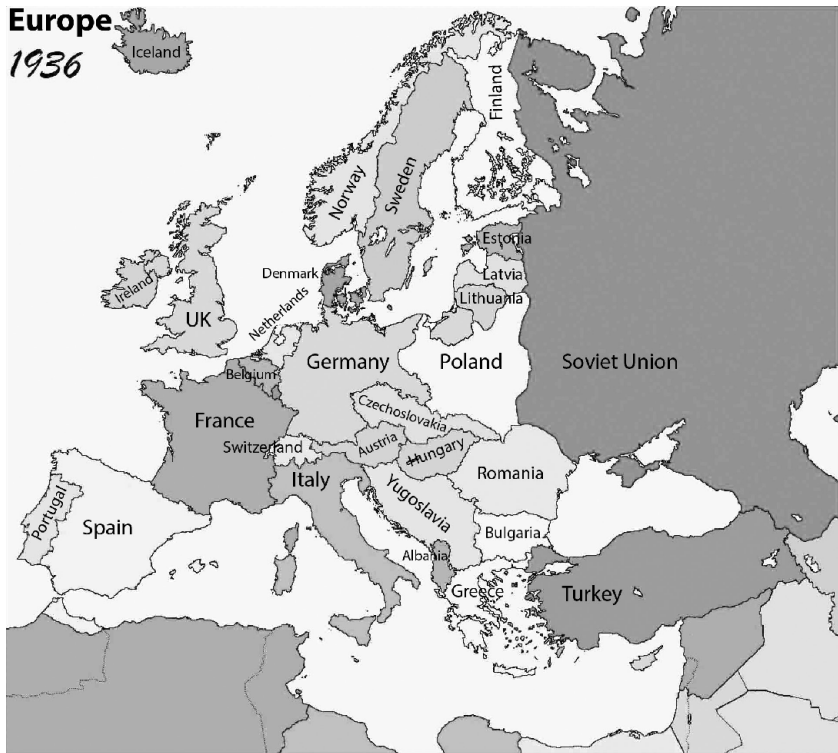 Europe
1936
Iceland
Norway
Sweden
Finland
Estonia
Latvia
Lithuania
Denmark
Ireland
UK
Netherlands
Belgium
Germany
Poland
Soviet Union
Czechoslovakia
France
Switzerland
Austria
Hungary
Romania
Italy
Yugoslavia
Portugal
Spain
Bulgaria
Albania
Greece
Turkey